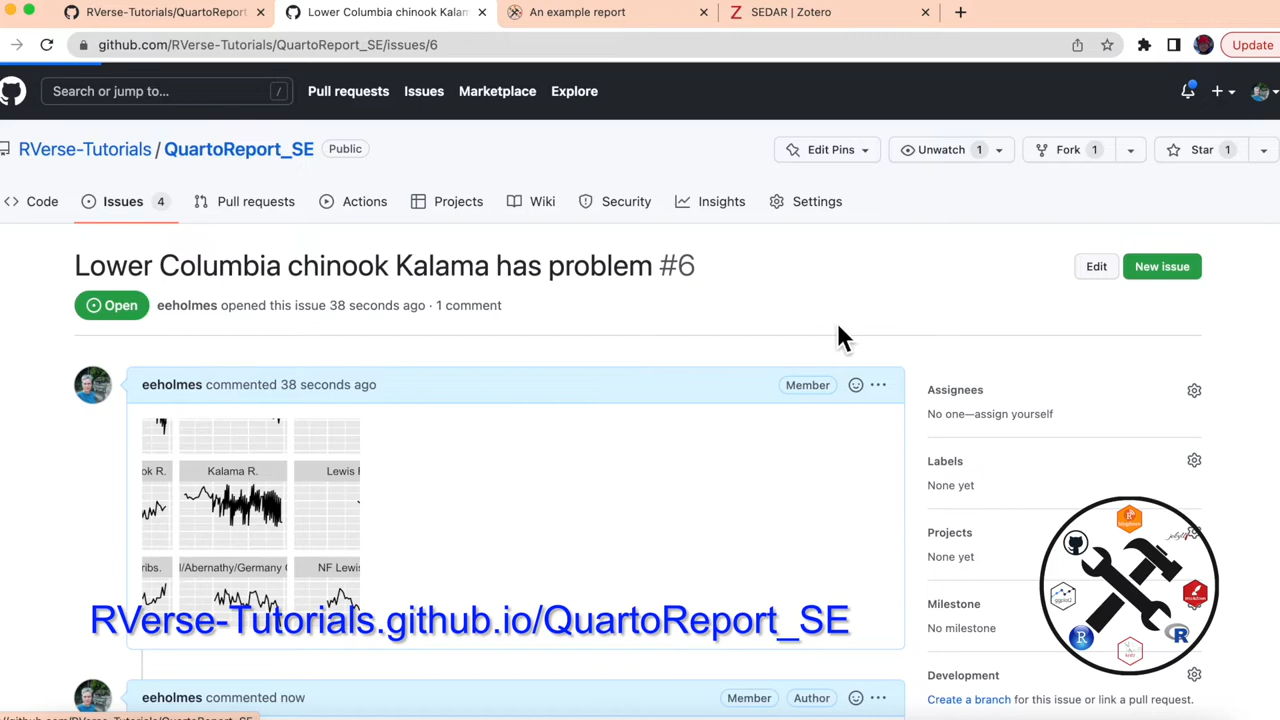 RVerse-Tutorials/QuartoReport
Lower Columbia chinook Kalam
An example report
SEDAR | Zotero
github.com/RVerse-Tutorials/QuartoReport_SE/issues/6
Update
Search or jump to...
/
Pull requests
Issues
Marketplace
Explore
RVerse-Tutorials / QuartoReport_SE
Public
Edit Pins
Unwatch 1
Fork 1
Star 1
Code
Issues 4
Pull requests
Actions
Projects
Wiki
Security
Insights
Settings
Lower Columbia chinook Kalama has problem #6
Edit
New issue
Open
eeholmes opened this issue 38 seconds ago · 1 comment
eeholmes commented 38 seconds ago
Member
Assignees
No one—assign yourself
ok R.
Kalama R.
Lewis
Labels
None yet
Projects
None yet
ribs.
l/Abernathy/Germany
NF Lewis
RVerse-Tutorials.github.io/QuartoReport_SE
Milestone
No milestone
ggplot2
R
R
Development
Create a branch for this issue or link a pull request.
eeholmes commented now
Member
Author